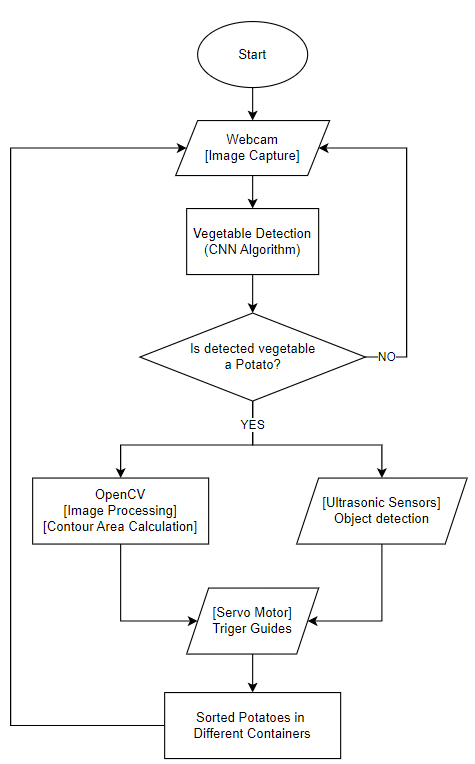 Start
Webcam
[Image Capture]
Vegetable Detection
(CNN Algorithm)
Is detected vegetable
a Potato?
NO
YES
OpenCV
[Image Processing]
[Contour Area Calculation]
[Ultrasonic Sensors]
Object detection
[Servo Motor]
Triger Guides
Sorted Potatoes in
Different Containers